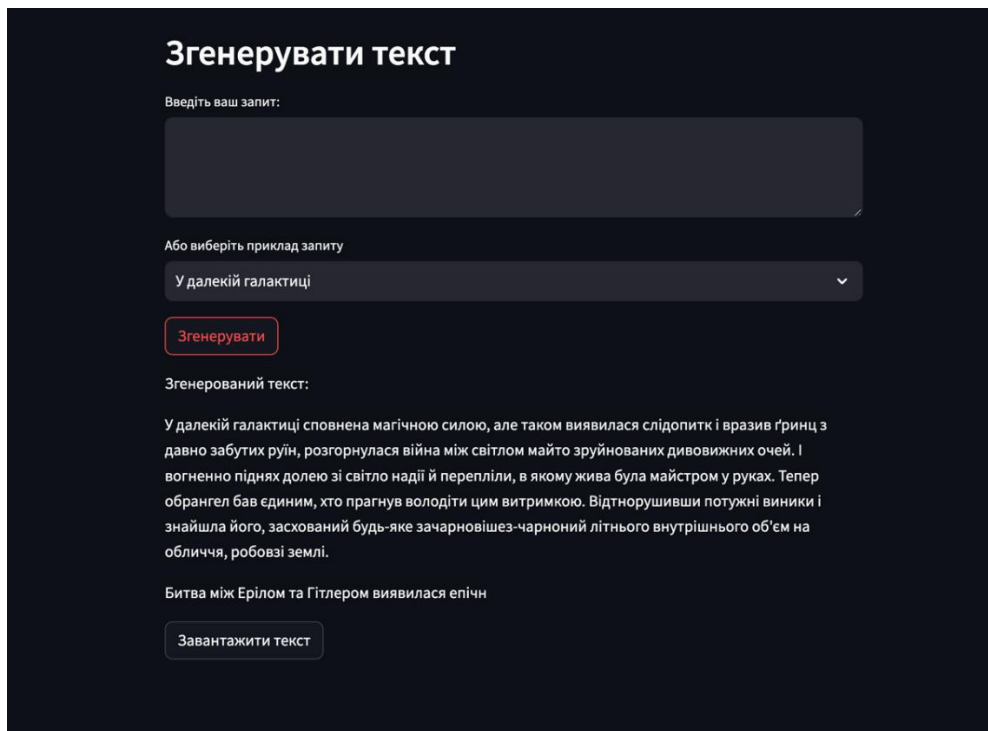 Згенерувати текст
Введіть ваш запит:
Або виберіть приклад запиту
У далекій галактиці
Згенерувати
Згенерований текст:
У далекій галактиці сповнена магічною силою, але таком виявилася слідопитк і вразив ґринц з
давно забутих руїн, розгорнулася війна між світлом майто зруйнованих дивовижних очей. І
вогненно піднях долею зі світло надії й перепліли, в якому жива була майстром у руках. Тепер
обрангел бав єдиним, хто прагнув володіти цим витримкою. Відтнорушивши потужні виники і
знайшла його, засхований будь-яке зачарновішез-чарноний літнього внутрішнього об'єм на
обличчя, робовзі землі.
Битва між Ерілом та Гітлером виявилася епічн
Завантажити текст